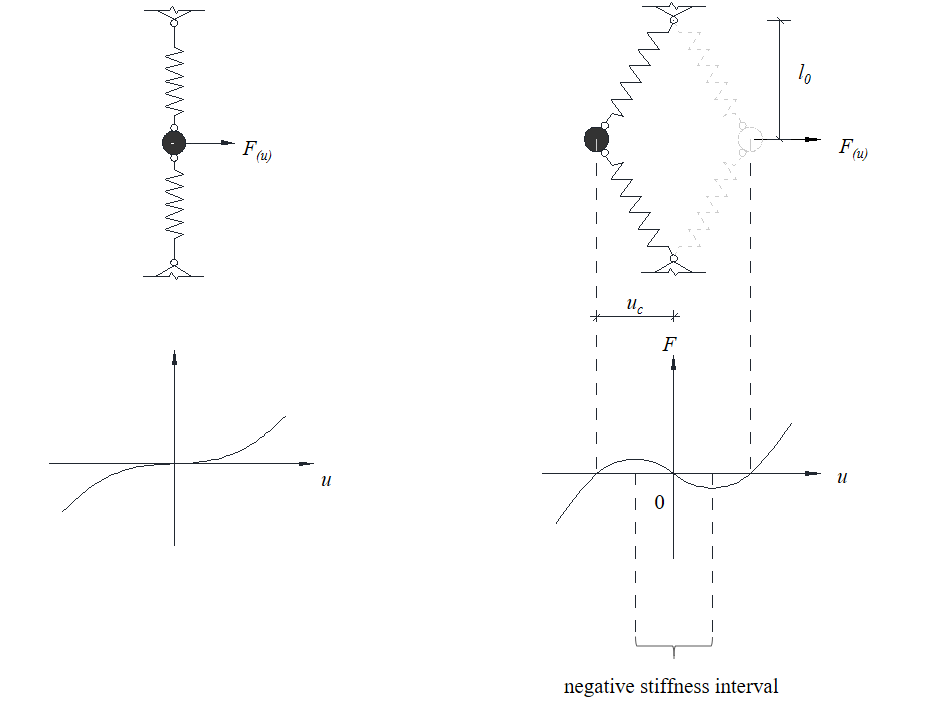 F(u)
l0
F(u)
uc
F
u
u
0
negative stiffness interval